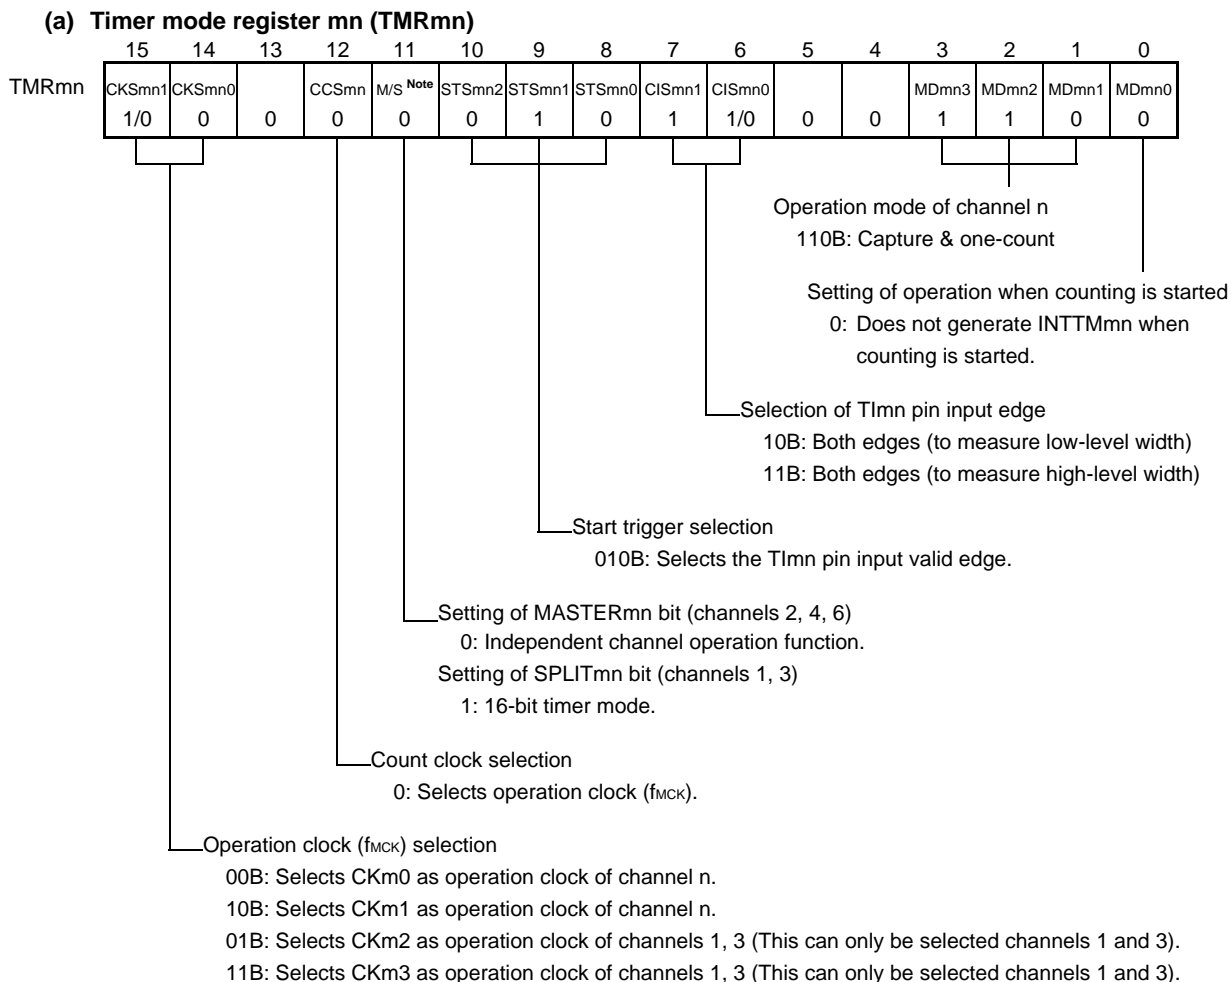 (a) Timer mode register mn (TMRmn)
15 14 13 12 11 10 9 8 7 6 5 4 3 2 1 0
TMRmn CKSmn1 CKSmn0 CCSmn M/S Note STSmn2 STSmn1 STSmn0 CISmn1 CISmn0 MDmn3 MDmn2 MDmn1 MDmn0
1/0 0 0 0 0 0 1 0 1 1/0 0 0 1 1 0 0
Operation mode of channel n
110B: Capture & one-count
Setting of operation when counting is started
0: Does not generate INTTMmn when
counting is started.
Selection of TImn pin input edge
10B: Both edges (to measure low-level width)
11B: Both edges (to measure high-level width)
Start trigger selection
010B: Selects the TImn pin input valid edge.
Setting of MASTERmn bit (channels 2, 4, 6)
0: Independent channel operation function.
Setting of SPLITmn bit (channels 1, 3)
1: 16-bit timer mode.
Count clock selection
0: Selects operation clock (fMCK).
Operation clock (fMCK) selection
00B: Selects CKm0 as operation clock of channel n.
10B: Selects CKm1 as operation clock of channel n.
01B: Selects CKm2 as operation clock of channels 1, 3 (This can only be selected channels 1 and 3).
11B: Selects CKm3 as operation clock of channels 1, 3 (This can only be selected channels 1 and 3).